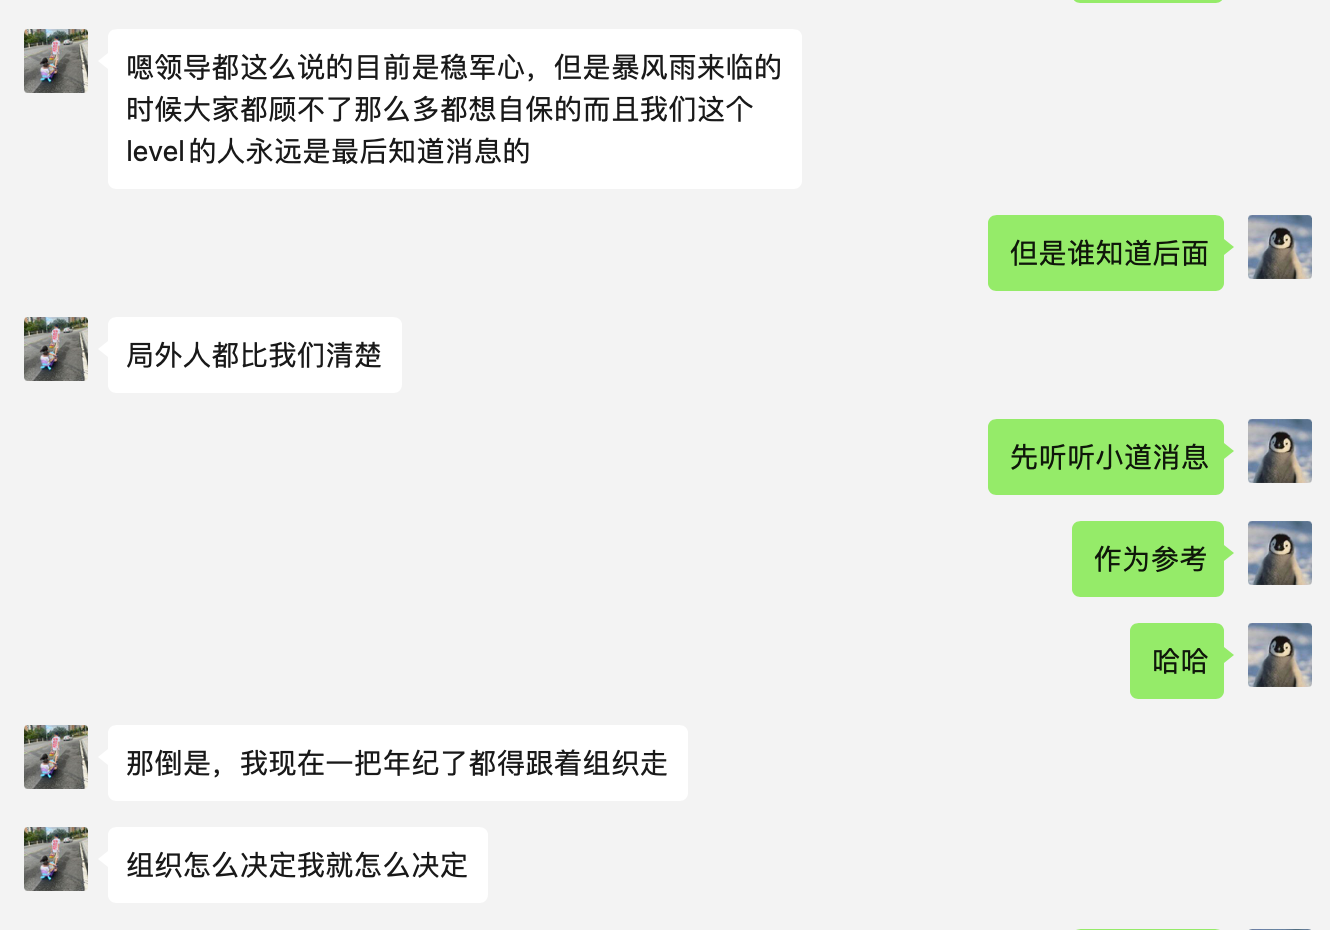 嗯领导都这么说的目前是稳军心，但是暴风雨来临的
时候大家都顾不了那么多都想自保的而且我们这个
level的人永远是最后知道消息的
但是谁知道后面
局外人都比我们清楚
先听听小道消息
作为参考
哈哈
那倒是，我现在一把年纪了都得跟着组织走
组织怎么决定我就怎么决定